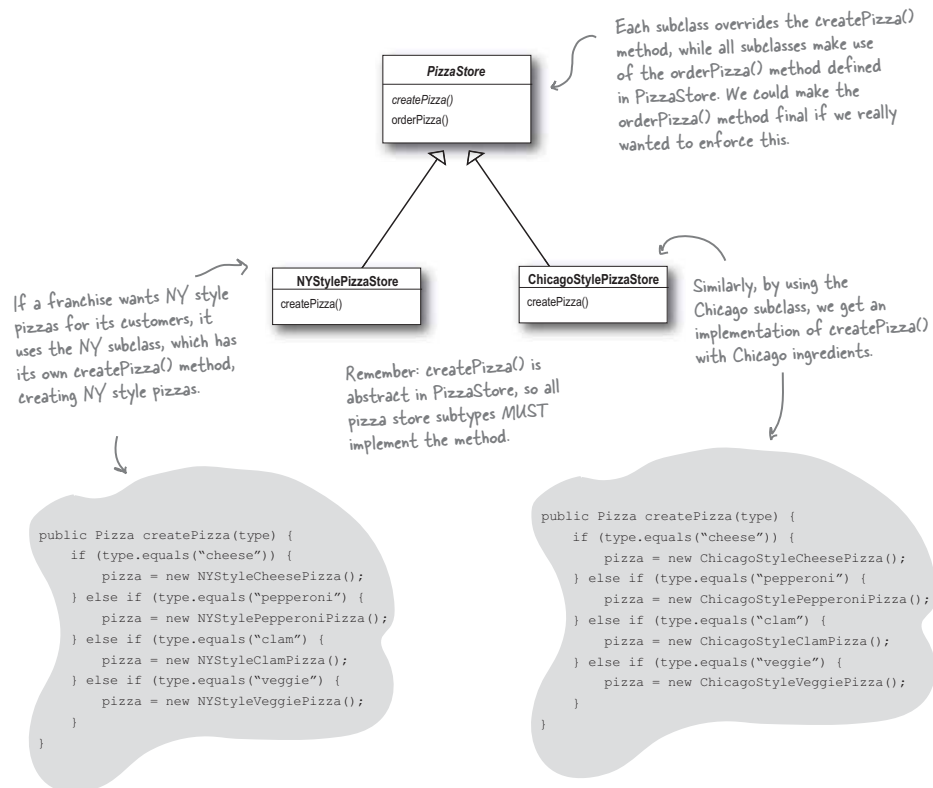 Each subclass overrides the createPizza()
method, while all subclasses make use
of the orderPizza() method defined
in PizzaStore. We could make the
orderPizza() method final if we really
wanted to enforce this.
PizzaStore
createPizza()
orderPizza()
NYStylePizzaStore
createPizza()
ChicagoStylePizzaStore
createPizza()
If a franchise wants NY style
pizzas for its customers, it
uses the NY subclass, which has
its own createPizza() method,
creating NY style pizzas.
Similarly, by using the
Chicago subclass, we get an
implementation of createPizza()
with Chicago ingredients.
Remember: createPizza() is
abstract in PizzaStore, so all
pizza store subtypes MUST
implement the method.
public Pizza createPizza(type) {
if (type.equals(“cheese”)) {
pizza = new NYStyleCheesePizza();
} else if (type.equals(“pepperoni”) {
pizza = new NYStylePepperoniPizza();
} else if (type.equals(“clam”) {
pizza = new NYStyleClamPizza();
} else if (type.equals(“veggie”) {
pizza = new NYStyleVeggiePizza();
}
}
public Pizza createPizza(type) {
if (type.equals(“cheese”)) {
pizza = new ChicagoStyleCheesePizza();
} else if (type.equals(“pepperoni”) {
pizza = new ChicagoStylePepperoniPizza();
} else if (type.equals(“clam”) {
pizza = new ChicagoStyleClamPizza();
} else if (type.equals(“veggie”) {
pizza = new ChicagoStyleVeggiePizza();
}
}